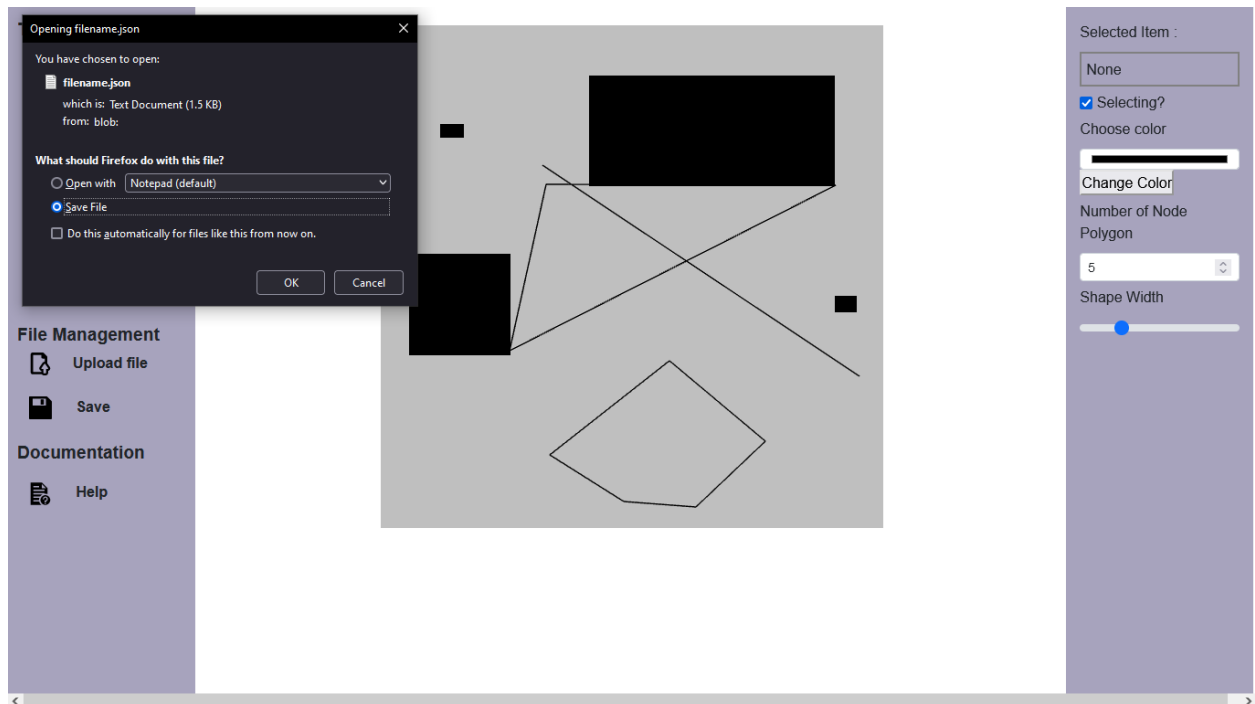 Opening filename.json
You have chosen to open:
filename.json
which is: Text Document (1.5 KB)
from: blob:
What should Firefox do with this file?
Open with Notepad (default)
Save File
Do this automatically for files like this from now on.
OK Cancel
File Management
Upload file
Save
Documentation
Help
Selected Item :
None
Selecting?
Choose color
Change Color
Number of Node
Polygon
5
Shape Width